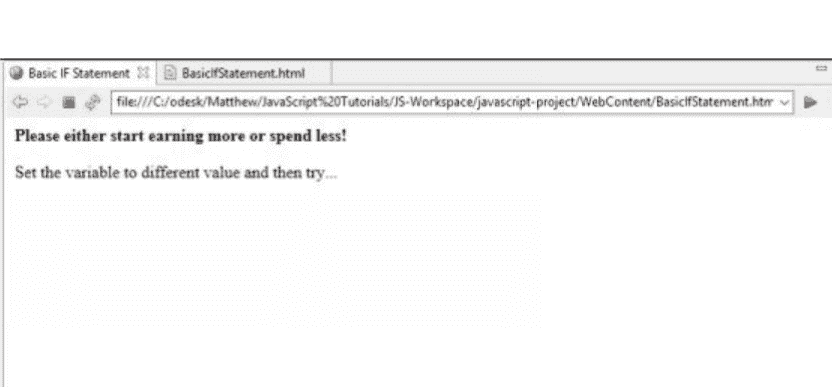 Basic IF Statement BasicIfStatement.html
file:///C:/odesk/Matthew/JavaScript%20Tutorials/JS-Workspace/javascript-project/WebContent/BasicIfStatement.htm
Please either start earning more or spend less!
Set the variable to different value and then try...